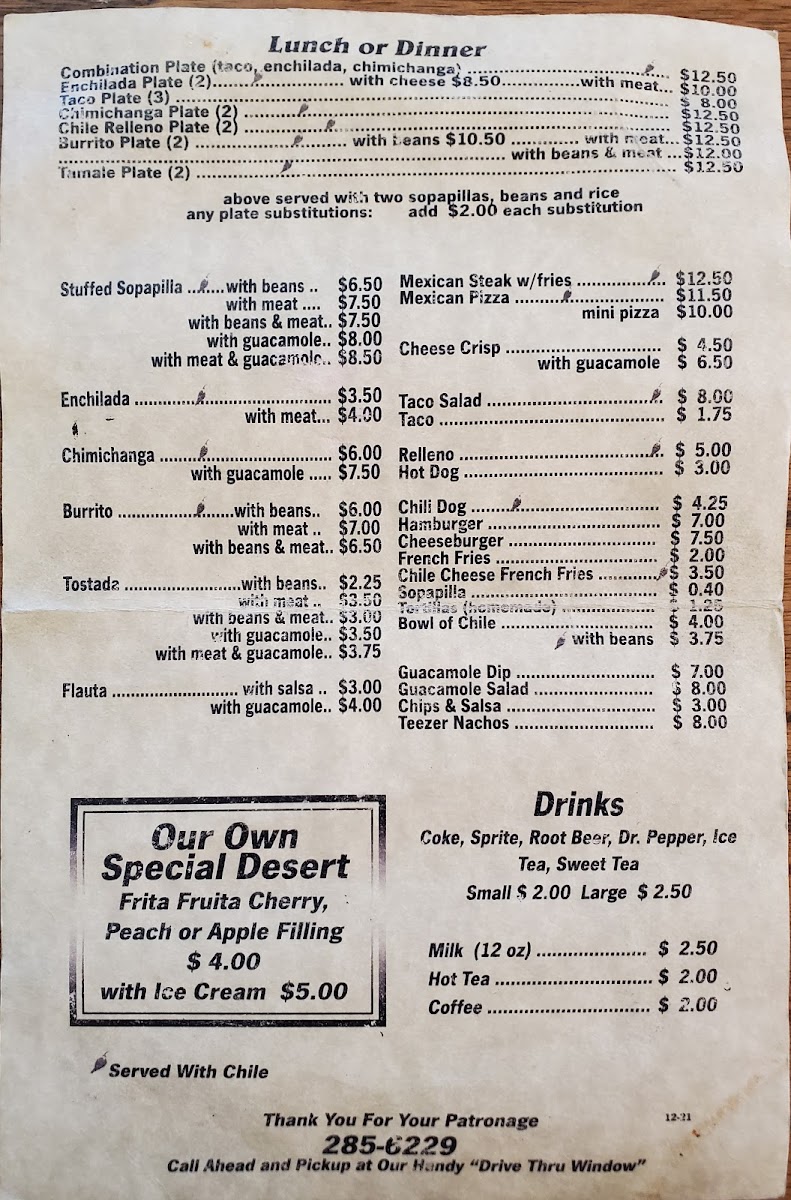 Lunch or Dinner
Combination Plate (taco, enchilada, chimichanga) .......... $12.50
Enchilada Plate (2).......... with cheese $8.50..........with meat... $10.00
Taco Plate (3) .......... $ 8.00
Chimichanga Plate (2) .......... $12.50
Chile Relleno Plate (2) .......... $12.50
Burrito Plate (2) .......... with beans $10.50 .......... with meat... $12.50
.......... with beans & meat ...$12.00
Tamale Plate (2) .......... $12.50
above served with two sopapillas, beans and rice
any plate substitutions: add $2.00 each substitution
Stuffed Sopapilla ........with beans .. $6.50
with meat .... $7.50
with beans & meat.. $7.50
with guacamole.. $8.00
with meat & guacamole.. $8.50
Enchilada .......... $3.50
with meat... $4.00
Chimichanga .......... $6.00
with guacamole ..... $7.50
Burrito ..........with beans.. $6.00
with meat .. $7.00
with beans & meat.. $6.50
Tostada ..........with beans.. $2.25
with meat .. $3.50
with beans & meat.. $3.00
with guacamole.. $3.50
with meat & guacamole.. $3.75
Flauta .......... with salsa .. $3.00
with guacamole.. $4.00
Mexican Steak w/fries .......... $12.50
Mexican Pizza .......... $11.50
mini pizza $10.00
Cheese Crisp .......... $ 4.50
with guacamole $ 6.50
Taco Salad .......... $ 8.00
Taco .......... $ 1.75
Relleno .......... $ 5.00
Hot Dog .......... $ 3.00
Chili Dog .......... $ 4.25
Hamburger .......... $ 7.00
Cheeseburger .......... $ 7.50
French Fries .......... $ 2.00
Chile Cheese French Fries .......... $ 3.50
Sopapilla .......... $ 0.40
Tortillas (homemade) .......... $ 1.25
Bowl of Chile .......... $ 4.00
with beans $ 3.75
Guacamole Dip .......... $ 7.00
Guacamole Salad .......... $ 8.00
Chips & Salsa .......... $ 3.00
Teezer Nachos .......... $ 8.00
Our Own
Special Desert
Frita Fruita Cherry,
Peach or Apple Filling
$ 4.00
with Ice Cream $5.00
Drinks
Coke, Sprite, Root Beer, Dr. Pepper, Ice
Tea, Sweet Tea
Small $ 2.00 Large $ 2.50
Milk (12 oz) .......... $ 2.50
Hot Tea .......... $ 2.00
Coffee .......... $ 2.00
Served With Chile
Thank You For Your Patronage
12-21
285-6229
Call Ahead and Pickup at Our Handy "Drive Thru Window"